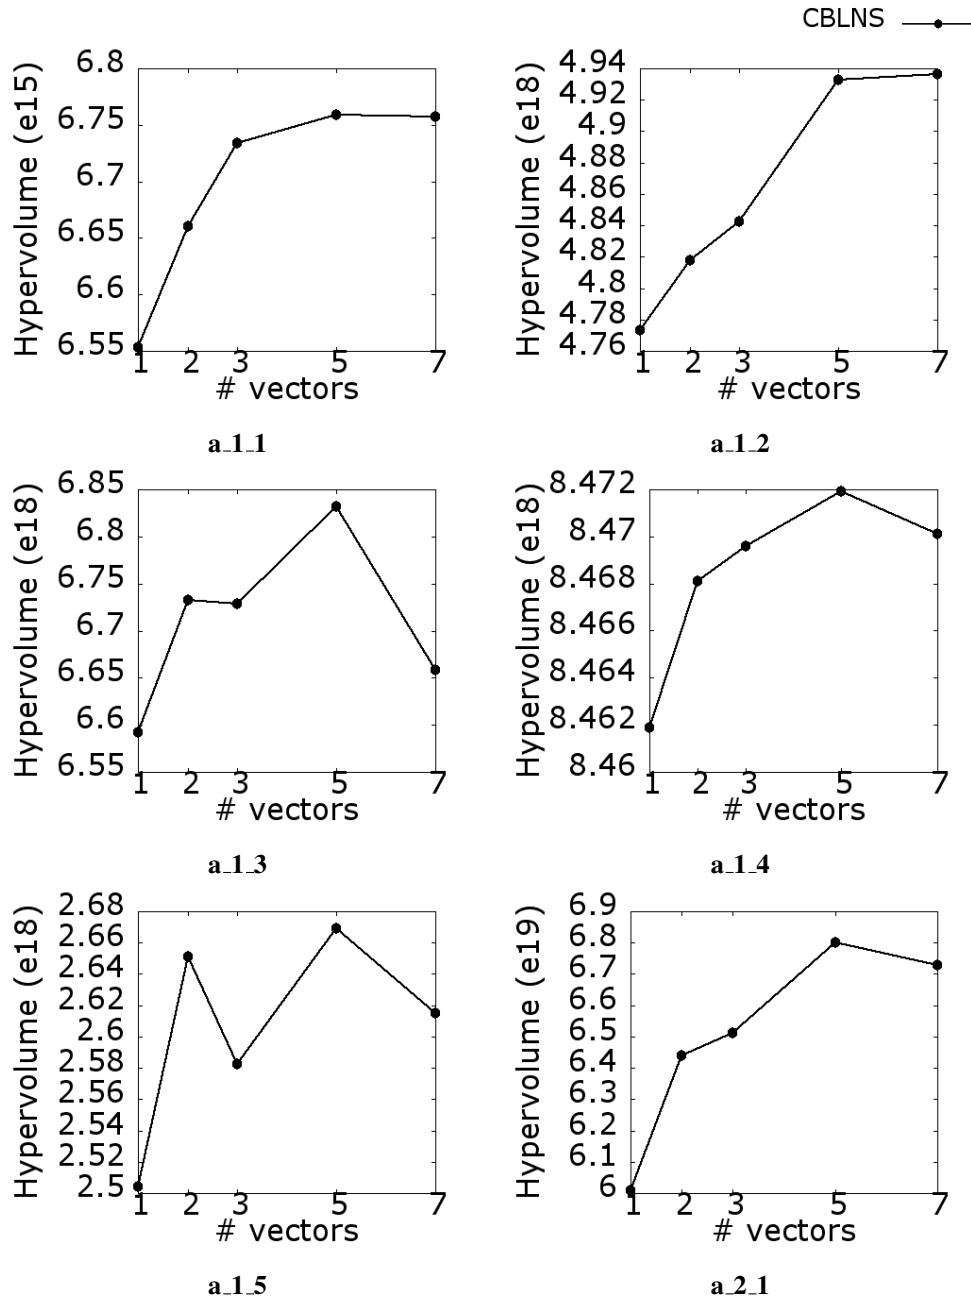 CBLNS
Hypervolume (e15)
6.8
6.75
6.7
6.65
6.6
6.55
1 2 3 5 7
# vectors
a_1_1
Hypervolume (e18)
4.94
4.92
4.9
4.88
4.86
4.84
4.82
4.8
4.78
4.76
1 2 3 5 7
# vectors
a_1_2
Hypervolume (e18)
6.85
6.8
6.75
6.7
6.65
6.6
6.55
1 2 3 5 7
# vectors
a_1_3
Hypervolume (e18)
8.472
8.47
8.468
8.466
8.464
8.462
8.46
1 2 3 5 7
# vectors
a_1_4
Hypervolume (e18)
2.68
2.66
2.64
2.62
2.6
2.58
2.56
2.54
2.52
2.5
1 2 3 5 7
# vectors
a_1_5
Hypervolume (e19)
6.9
6.8
6.7
6.6
6.5
6.4
6.3
6.2
6.1
6
1 2 3 5 7
# vectors
a_2_1